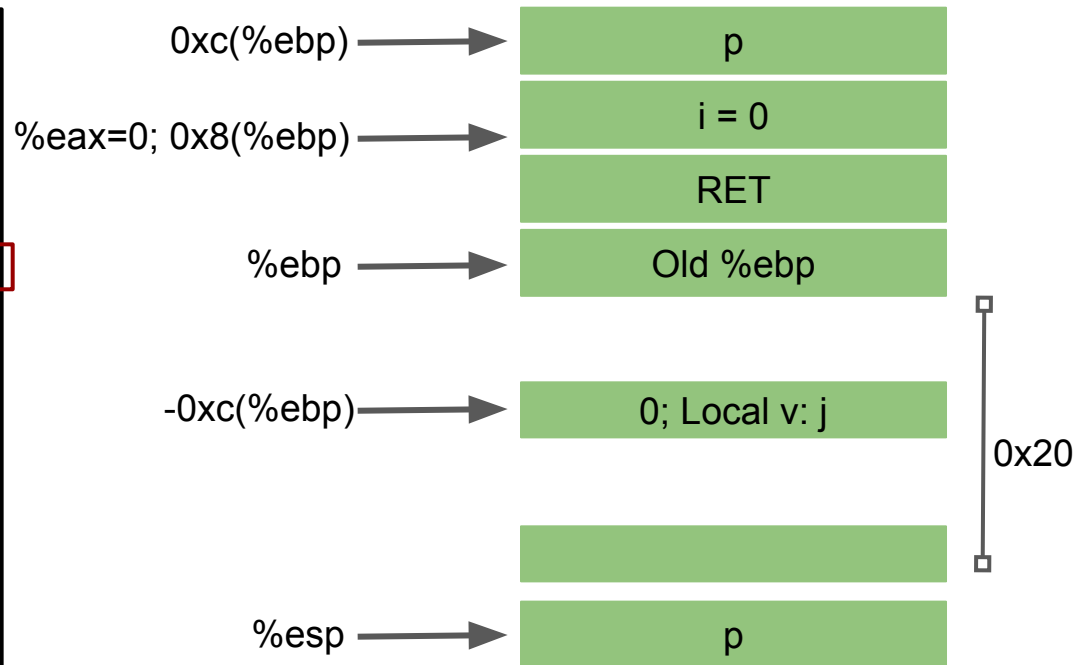 0xc(%ebp)
p
%eax=0; 0x8(%ebp)
i = 0
RET
%ebp
Old %ebp
-0xc(%ebp)
0; Local v: j
0x20
%esp
p